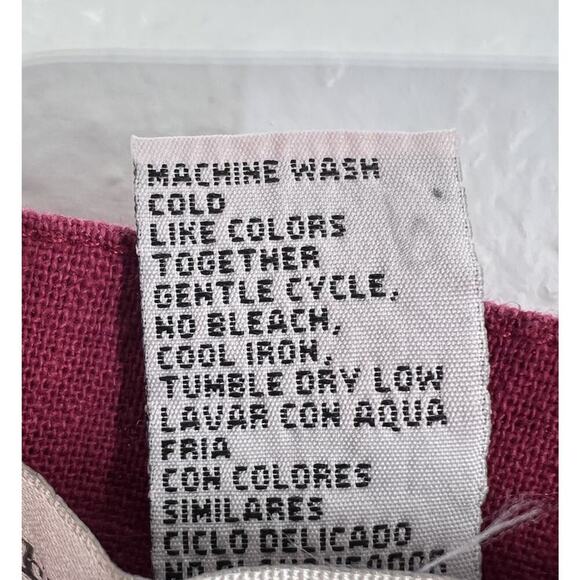 MACHINE WASH
COLD
LIKE COLORS
TOGETHER
GENTLE CYCLE,
NO BLEACH,
COOL IRON,
TUMBLE DRY LOW
LAVAR CON AQUA
FRIA
CON COLORES
SIMILARES
CICLO DELICADO
NO